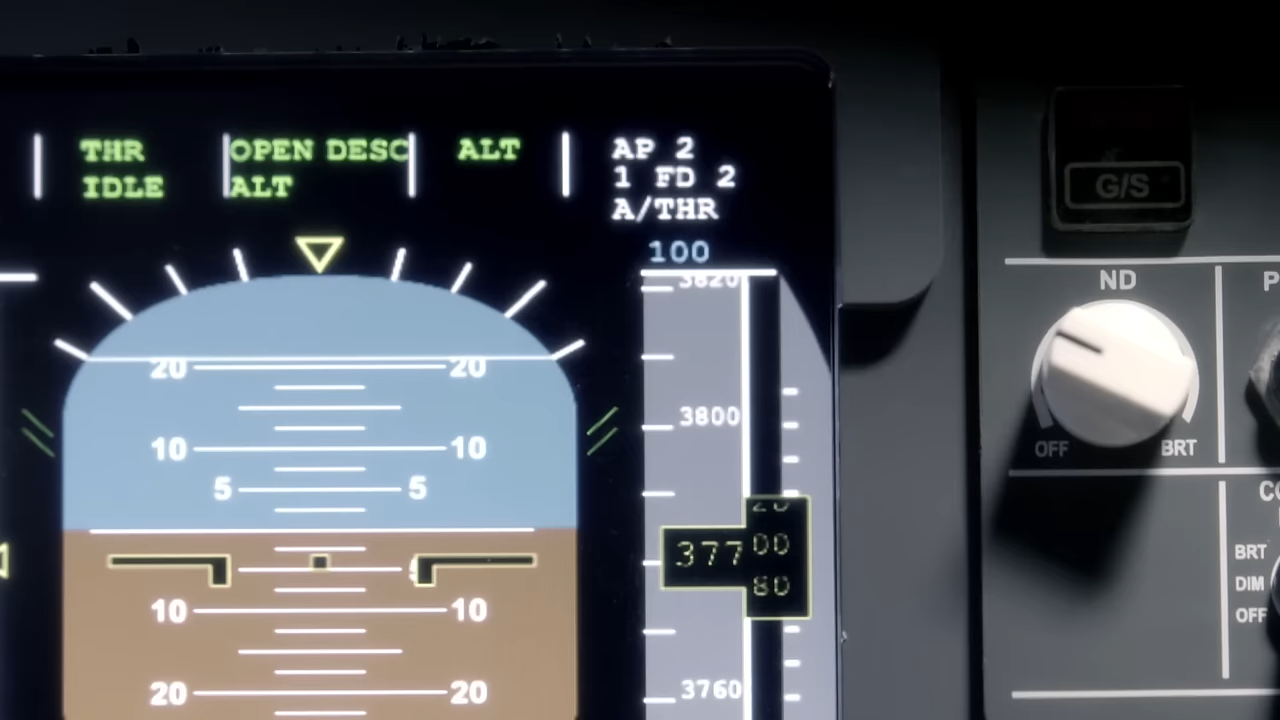 THR
IDLE
OPEN DESC
ALT
ALT
AP 2
1 FD 2
A/THR
100
3820
3800
20
377 00
80
3760
20 20
10 10
5 5
10 10
20 20
G/S
ND
OFF BRT
BRT
DIM
OFF